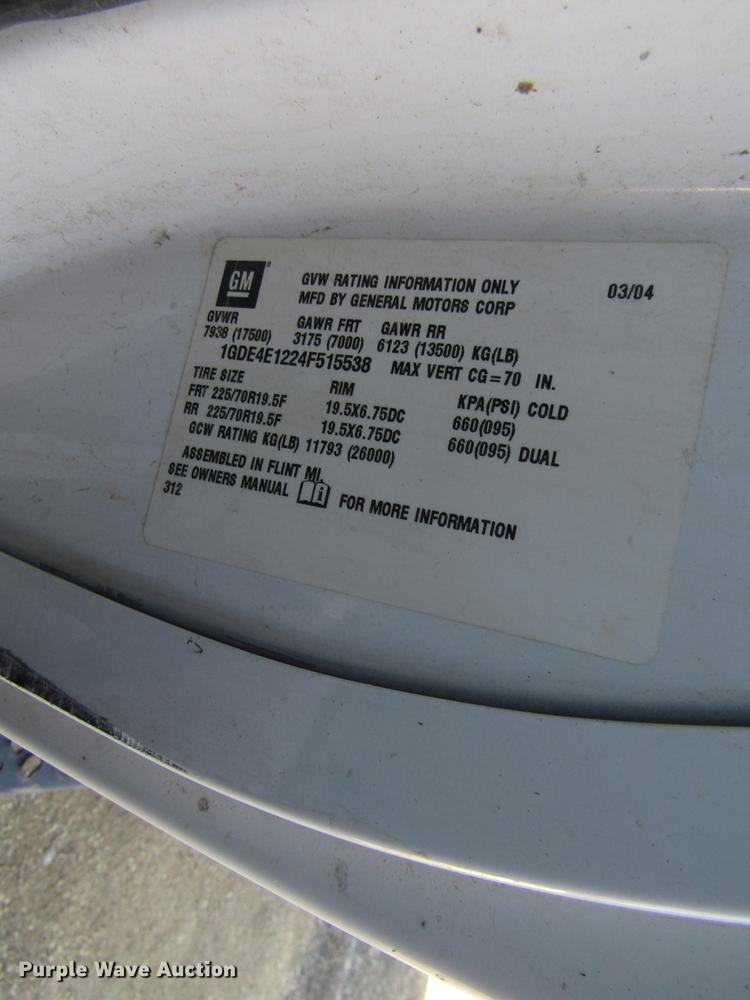 GM
GVW RATING INFORMATION ONLY 03/04
MFD BY GENERAL MOTORS CORP
GVWR GAWR FRT GAWR RR
7938 (17500) 3175 (7000) 6123 (13500) KG(LB)
1GDE4E1224F515538 MAX VERT CG=70 IN.
TIRE SIZE RIM KPA(PSI) COLD
FRT 225/70R19.5F 19.5X6.75DC 660(095)
RR 225/70R19.5F 19.5X6.75DC 660(095) DUAL
GCW RATING KG(LB) 11793 (26000)
ASSEMBLED IN FLINT MI.
SEE OWNERS MANUAL i FOR MORE INFORMATION
312
Purple Wave Auction